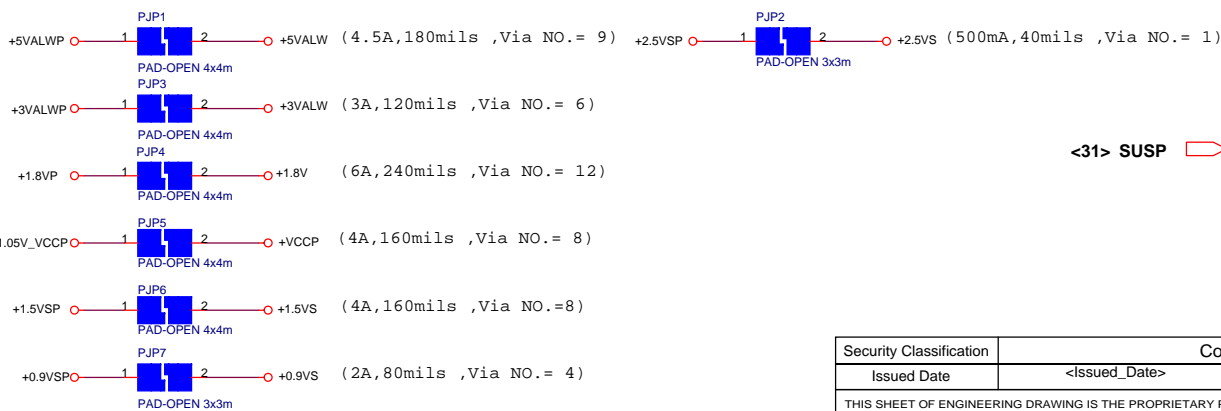 PJP1
+5VALWP 1 2 +5VALW (4.5A,180mils ,Via NO.= 9)
PAD-OPEN 4x4m
PJP2
+2.5VSP 1 2 +2.5VS (500mA,40mils ,Via NO.= 1)
PAD-OPEN 3x3m
PJP3
+3VALWP 1 2 +3VALW (3A,120mils ,Via NO.= 6)
PAD-OPEN 4x4m
PJP4
+1.8VP 1 2 +1.8V (6A,240mils ,Via NO.= 12)
PAD-OPEN 4x4m
<31> SUSP
PJP5
1.05V_VCCP 1 2 +VCCP (4A,160mils ,Via NO.= 8)
PAD-OPEN 4x4m
PJP6
+1.5VSP 1 2 +1.5VS (4A,160mils ,Via NO.=8)
PAD-OPEN 4x4m
PJP7
+0.9VSP 1 2 +0.9VS (2A,80mils ,Via NO.= 4)
PAD-OPEN 3x3m
Security Classification Co
Issued Date <Issued_Date>
THIS SHEET OF ENGINEERING DRAWING IS THE PROPRIETARY